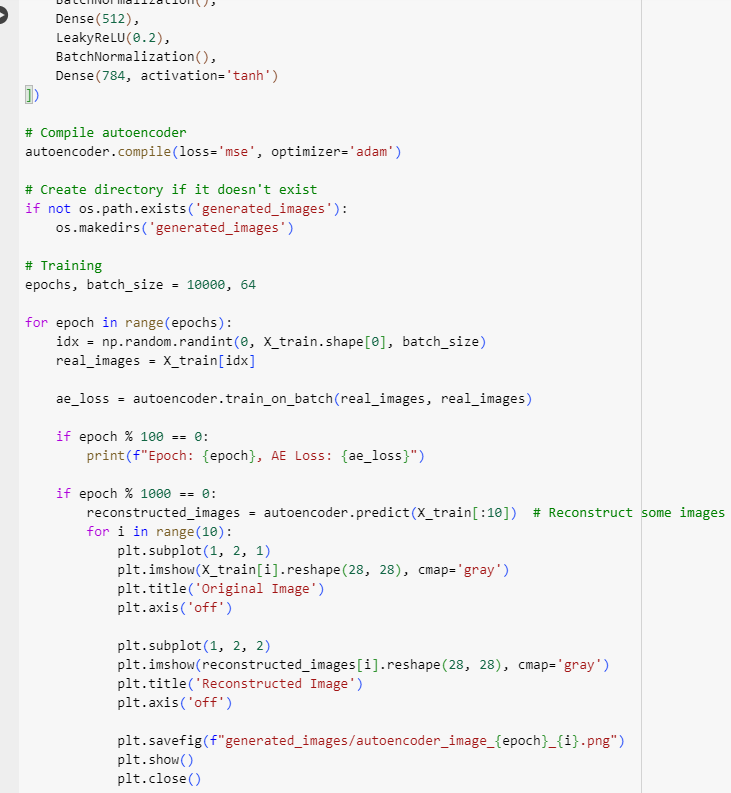 BatchNormalization(),
Dense(512),
LeakyReLU(0.2),
BatchNormalization(),
Dense(784, activation='tanh')
])
# Compile autoencoder
autoencoder.compile(loss='mse', optimizer='adam')
# Create directory if it doesn't exist
if not os.path.exists('generated_images'):
os.makedirs('generated_images')
# Training
epochs, batch_size = 10000, 64
for epoch in range(epochs):
idx = np.random.randint(0, X_train.shape[0], batch_size)
real_images = X_train[idx]
ae_loss = autoencoder.train_on_batch(real_images, real_images)
if epoch % 100 == 0:
print(f"Epoch: {epoch}, AE Loss: {ae_loss}")
if epoch % 1000 == 0:
reconstructed_images = autoencoder.predict(X_train[:10])  # Reconstruct some images
for i in range(10):
plt.subplot(1, 2, 1)
plt.imshow(X_train[i].reshape(28, 28), cmap='gray')
plt.title('Original Image')
plt.axis('off')
plt.subplot(1, 2, 2)
plt.imshow(reconstructed_images[i].reshape(28, 28), cmap='gray')
plt.title('Reconstructed Image')
plt.axis('off')
plt.savefig(f"generated_images/autoencoder_image_{epoch}_{i}.png")
plt.show()
plt.close()